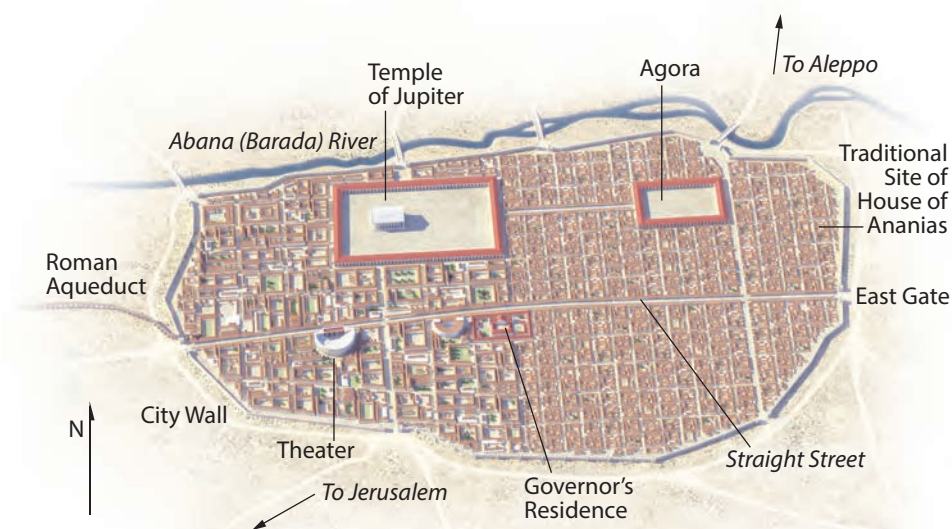 To Aleppo
Temple
of Jupiter
Agora
Abana (Barada) River
Traditional
Site of
House of
Ananias
Roman
Aqueduct
East Gate
City Wall
N
Theater
Straight Street
To Jerusalem
Governor's
Residence